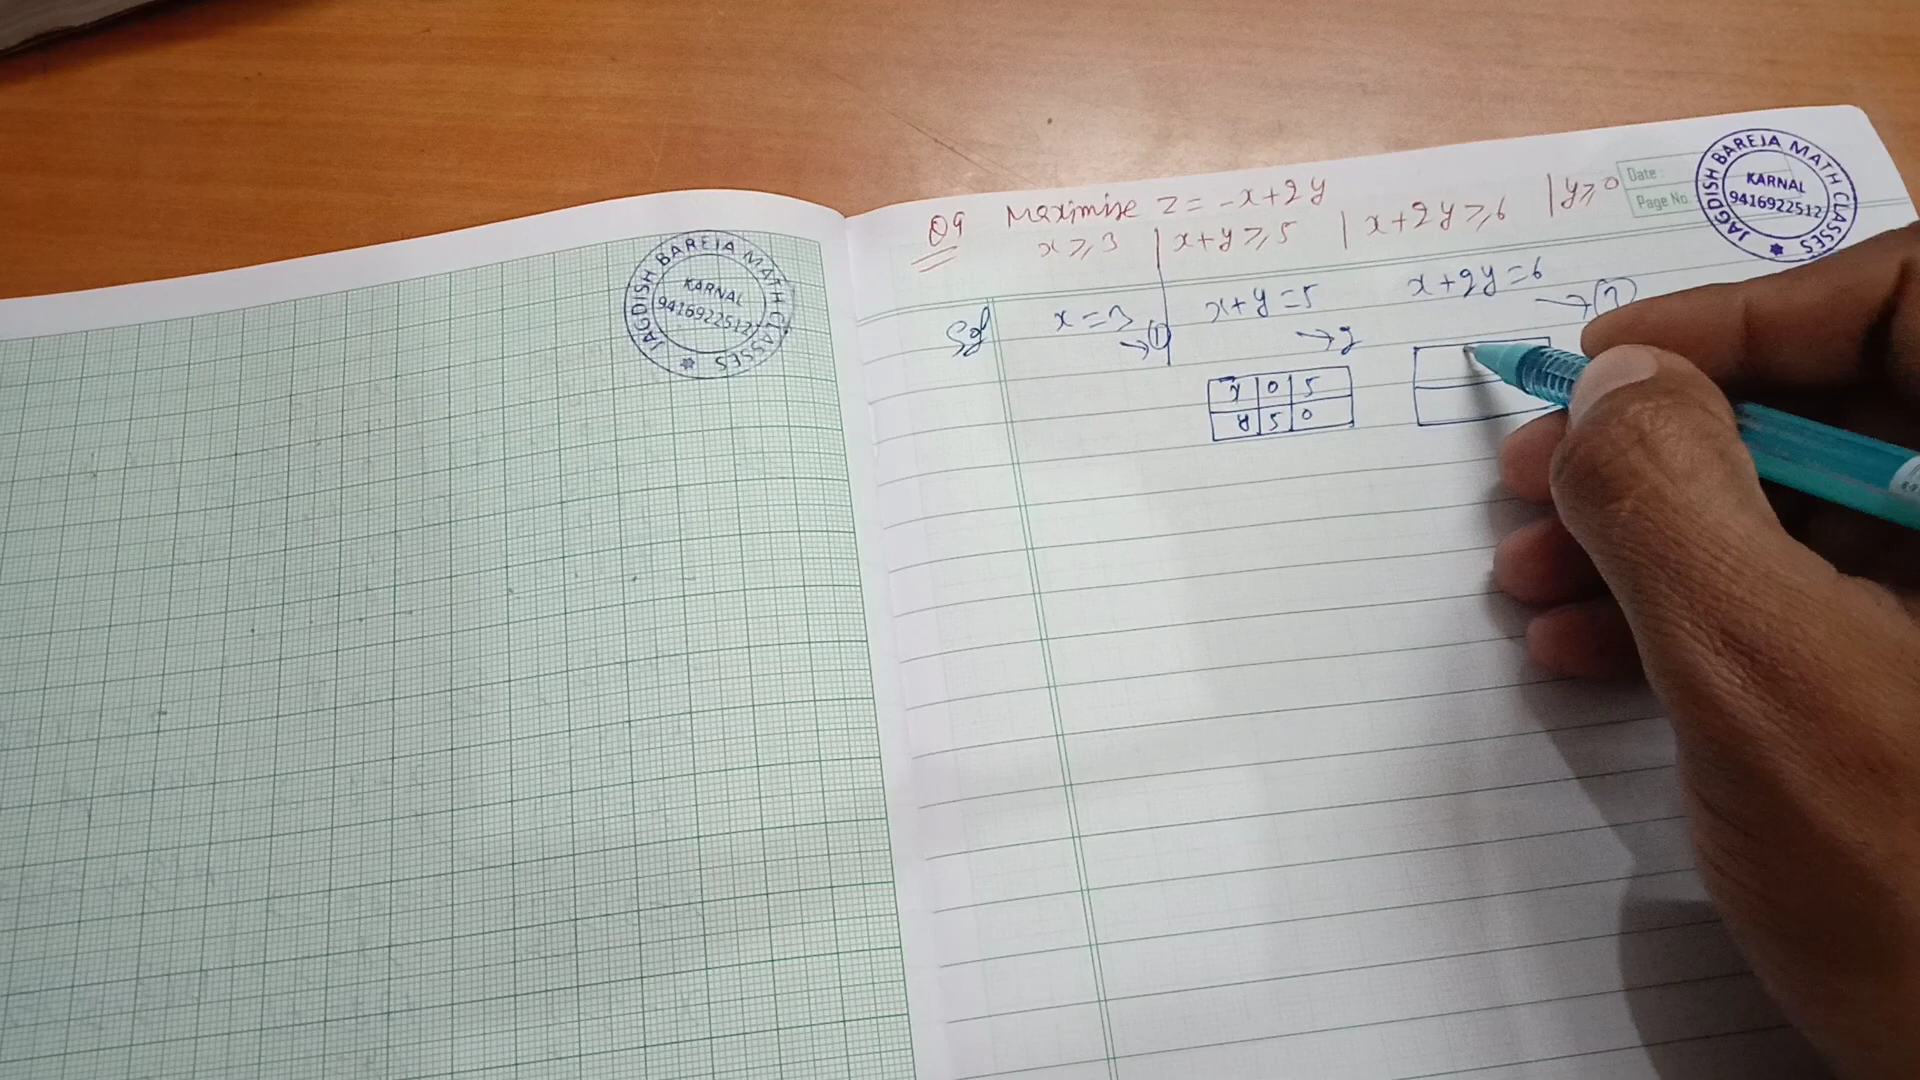 Q9 Maximise Z = -x+2y
x ≥ 3 | x+y ≥ 5 | x+2y ≥ 6 | y ≥ 0
Date :
Page No.
JAGDISH BAREJA MATH CLASSES
KARNAL
9416922512
Sol x = 3 x+y = 5 x+2y = 6
→ ① → 2
x | 0 | 5
y | 5 | 0
JAGDISH BAREJA MATH CLASSES
KARNAL
9416922512